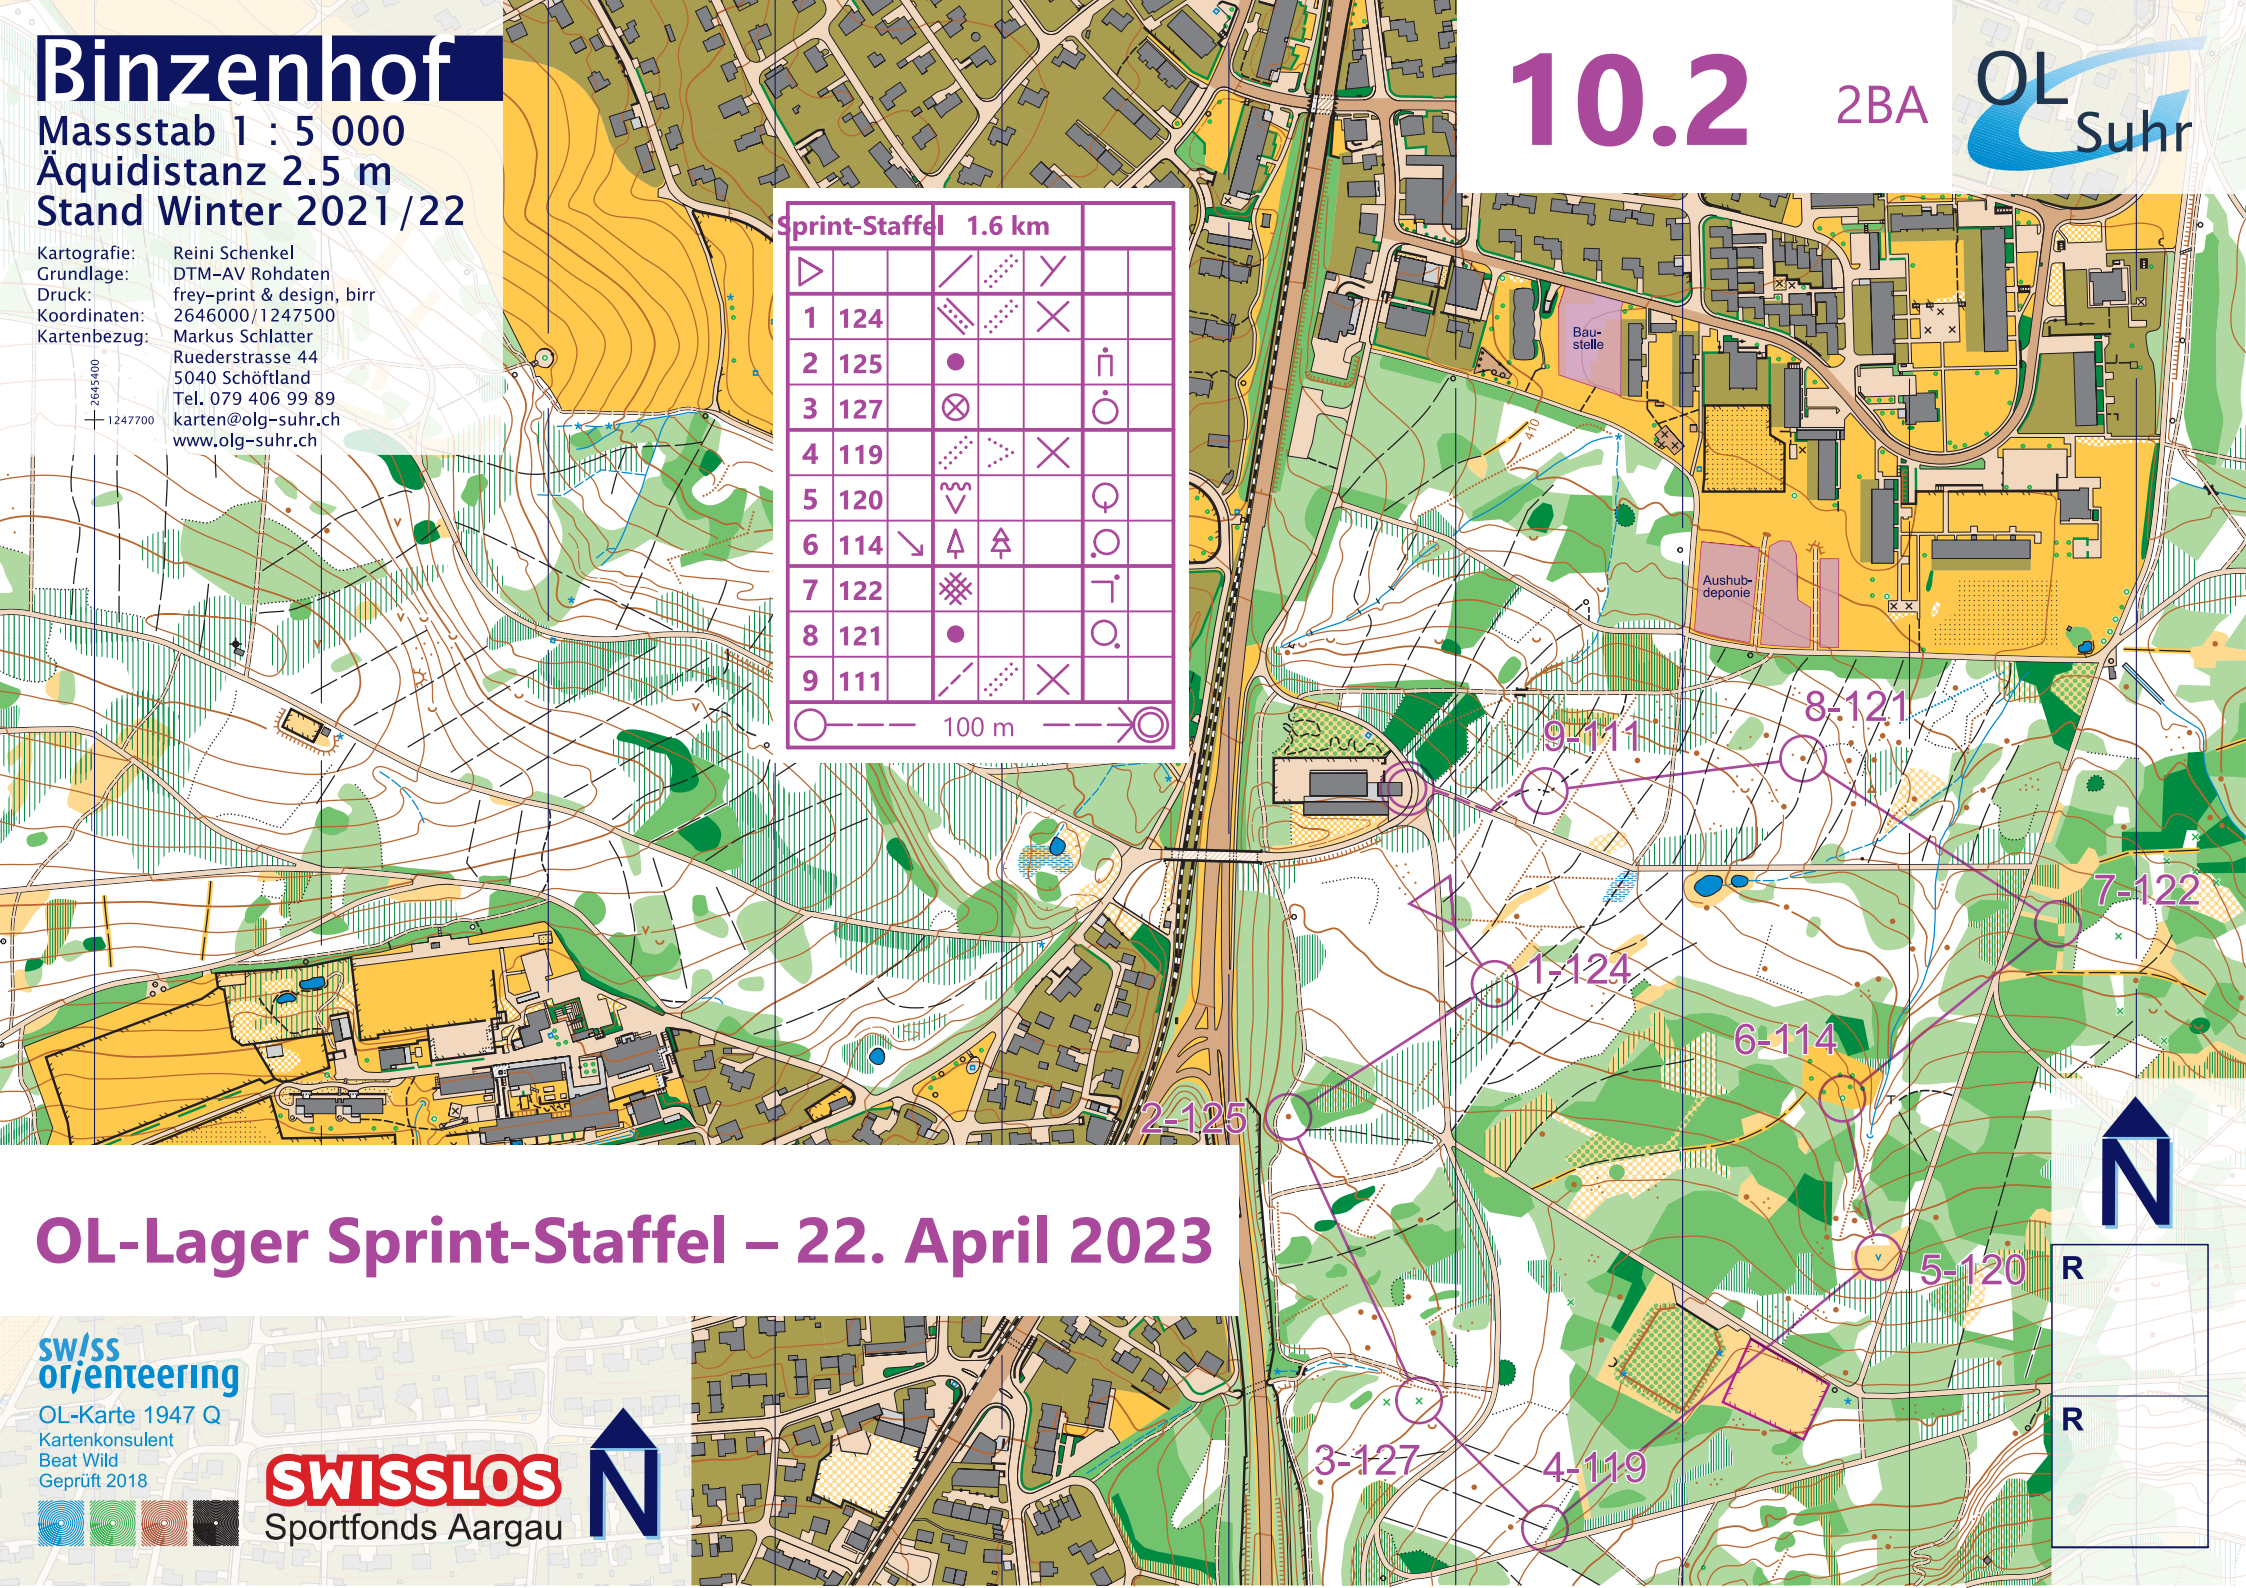 Binzenhof
Massstab 1 : 5 000
Äquidistanz 2.5 m
Stand Winter 2021/22
Kartografie: Reini Schenkel
Grundlage: DTM-AV Rohdaten
Druck: frey-print & design, birr
Koordinaten: 2646000/1247500
Kartenbezug: Markus Schlatter
Ruederstrasse 44
5040 Schöftland
Tel. 079 406 99 89
karten@olg-suhr.ch
www.olg-suhr.ch
2645400
1247700
10.2 2BA
OL
Suhr
Sprint-Staffel 1.6 km
1 124
2 125
3 127
4 119
5 120
6 114
7 122
8 121
9 111
100 m
410
Bau-
stelle
Aushub-
deponie
8-121
9-111
7-122
1-124
6-114
2-125
5-120
3-127
4-119
N
R
R
OL-Lager Sprint-Staffel – 22. April 2023
swiss
orienteering
OL-Karte 1947 Q
Kartenkonsulent
Beat Wild
Geprüft 2018
SWISSLOS
Sportfonds Aargau
N